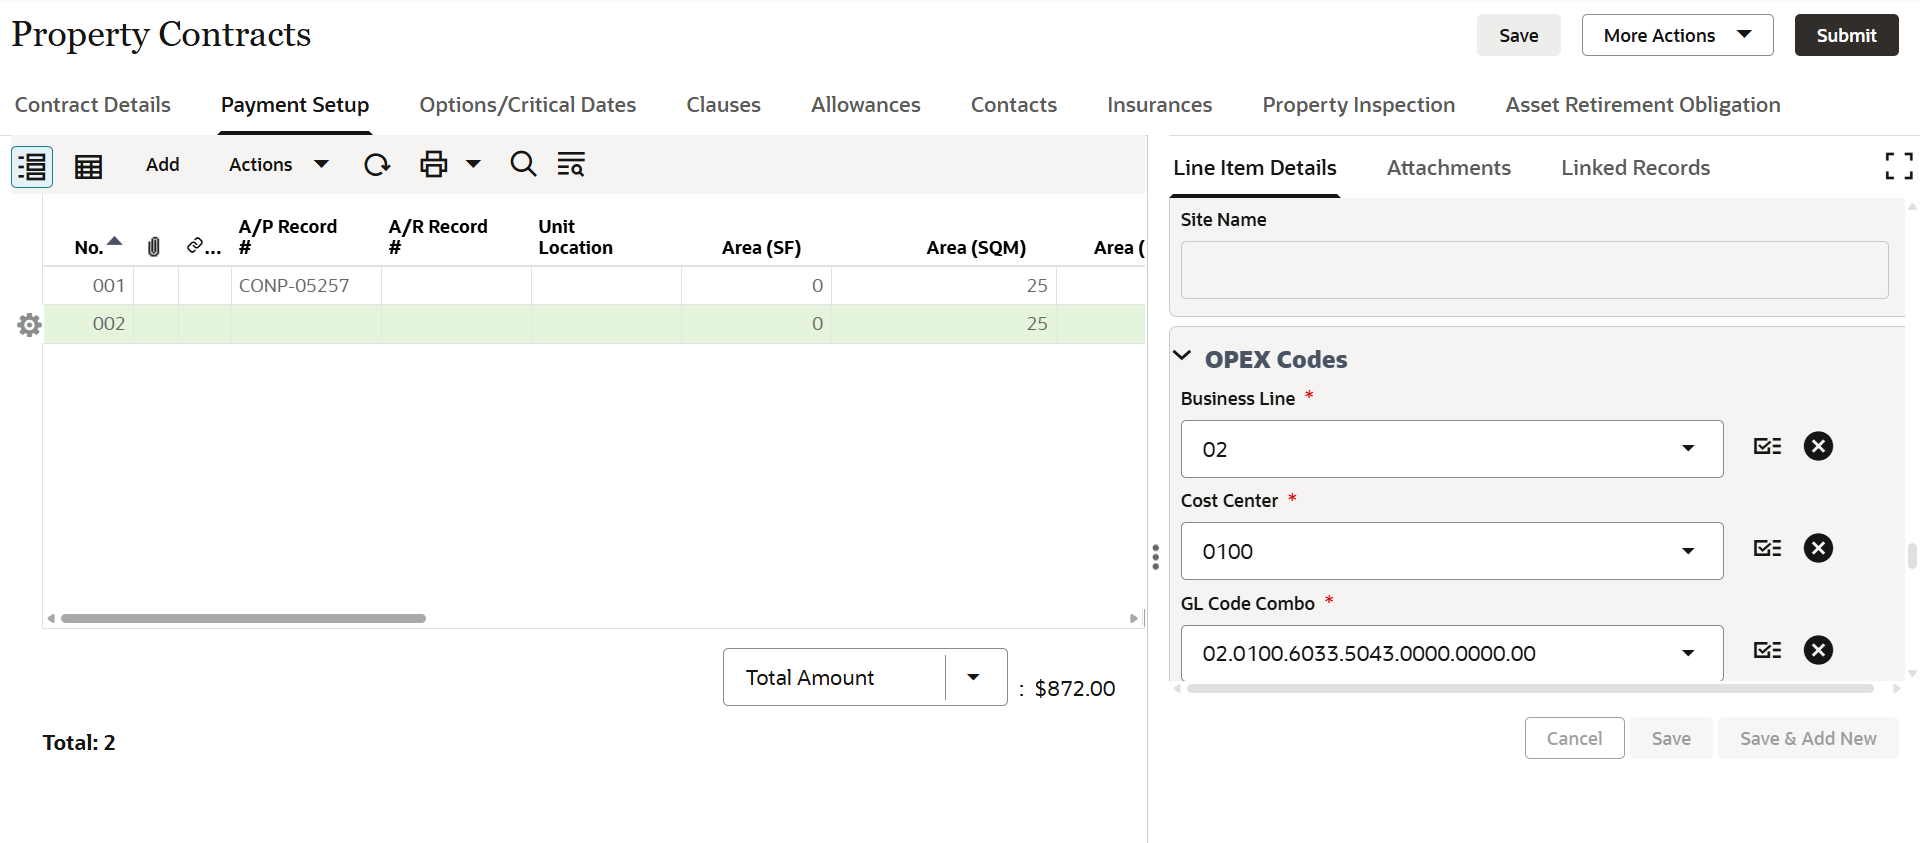 Property Contracts
Save
More Actions
Submit
Contract Details
Payment Setup
Options/Critical Dates
Clauses
Allowances
Contacts
Insurances
Property Inspection
Asset Retirement Obligation
Add
Actions
No.
...
A/P Record #
A/R Record #
Unit Location
Area (SF)
Area (SQM)
Area (
001 CONP-05257 0 25
002 0 25
Total Amount
: $872.00
Total: 2
Line Item Details
Attachments
Linked Records
Site Name
OPEX Codes
Business Line *
02
Cost Center *
0100
GL Code Combo *
02.0100.6033.5043.0000.0000.00
Cancel
Save
Save & Add New